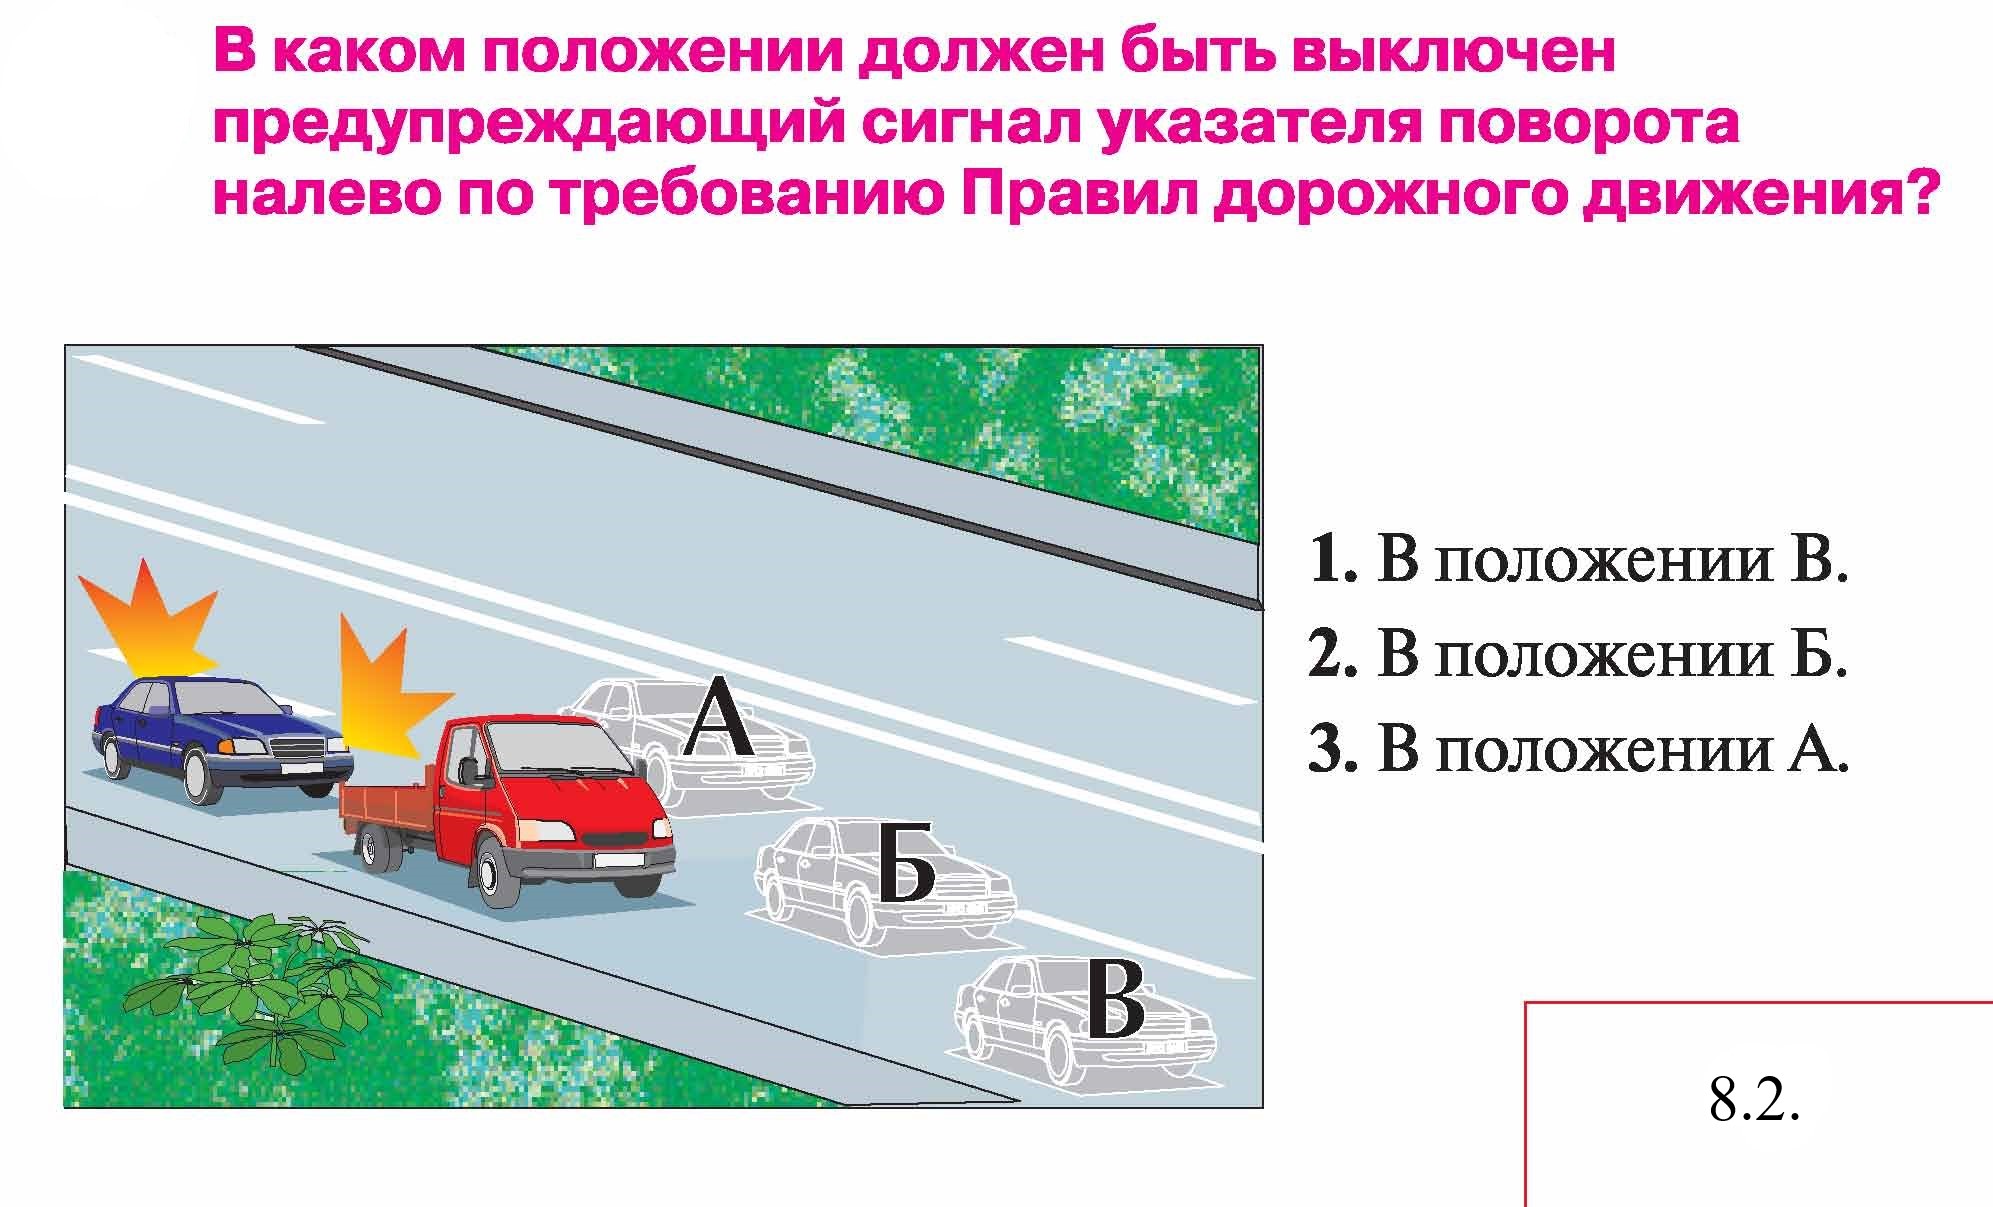 В каком положении должен быть выключен
предупреждающий сигнал указателя поворота
налево по требованию Правил дорожного движения?
А
Б
В
1. В положении В.
2. В положении Б.
3. В положении А.
8.2.